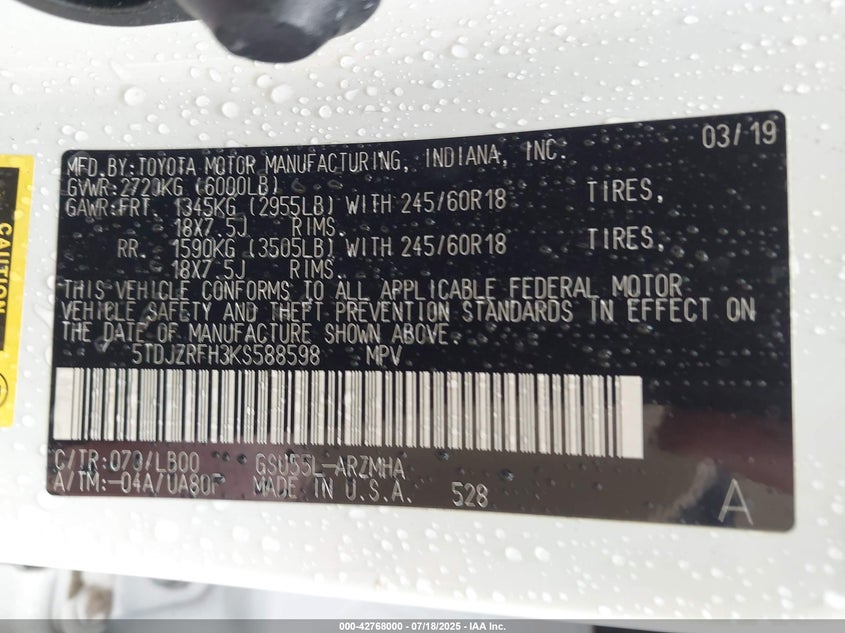 MFD.BY:TOYOTA MOTOR MANUFACTURING, INDIANA, INC. 03/19
GVWR:2720KG (6000LB)
GAWR:FRT. 1345KG (2955LB) WITH 245/60R18 TIRES,
18X7.5J RIMS.
RR. 1590KG (3505LB) WITH 245/60R18 TIRES,
18X7.5J RIMS.
THIS VEHICLE CONFORMS TO ALL APPLICABLE FEDERAL MOTOR
VEHICLE SAFETY AND THEFT PREVENTION STANDARDS IN EFFECT ON
THE DATE OF MANUFACTURE SHOWN ABOVE.
5TDJZRFH3KS588598 MPV
C/TR:070/LB00 GSU55L-ARZMHA
A/TM:-04A/UA80F MADE IN U.S.A. 528
A
CAUTION
000-42768000 - 07/18/2025 - IAA Inc.